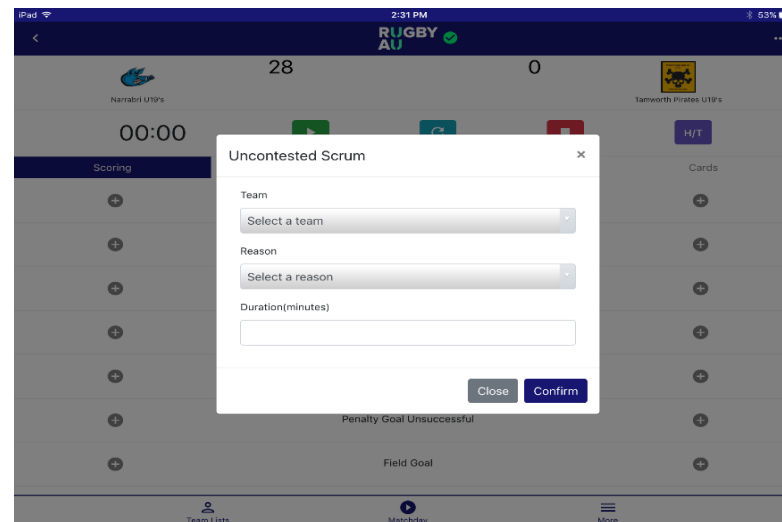 iPad 2:31 PM 53%
RUGBY
AU
28 0
Narrabri U19's Tamworth Pirates U19's
00:00 H/T
Uncontested Scrum ×
Scoring Cards
Team
Select a team
Reason
Select a reason
Duration(minutes)
Close Confirm
Penalty Goal Unsuccessful
Field Goal
Team Lists Matchday More